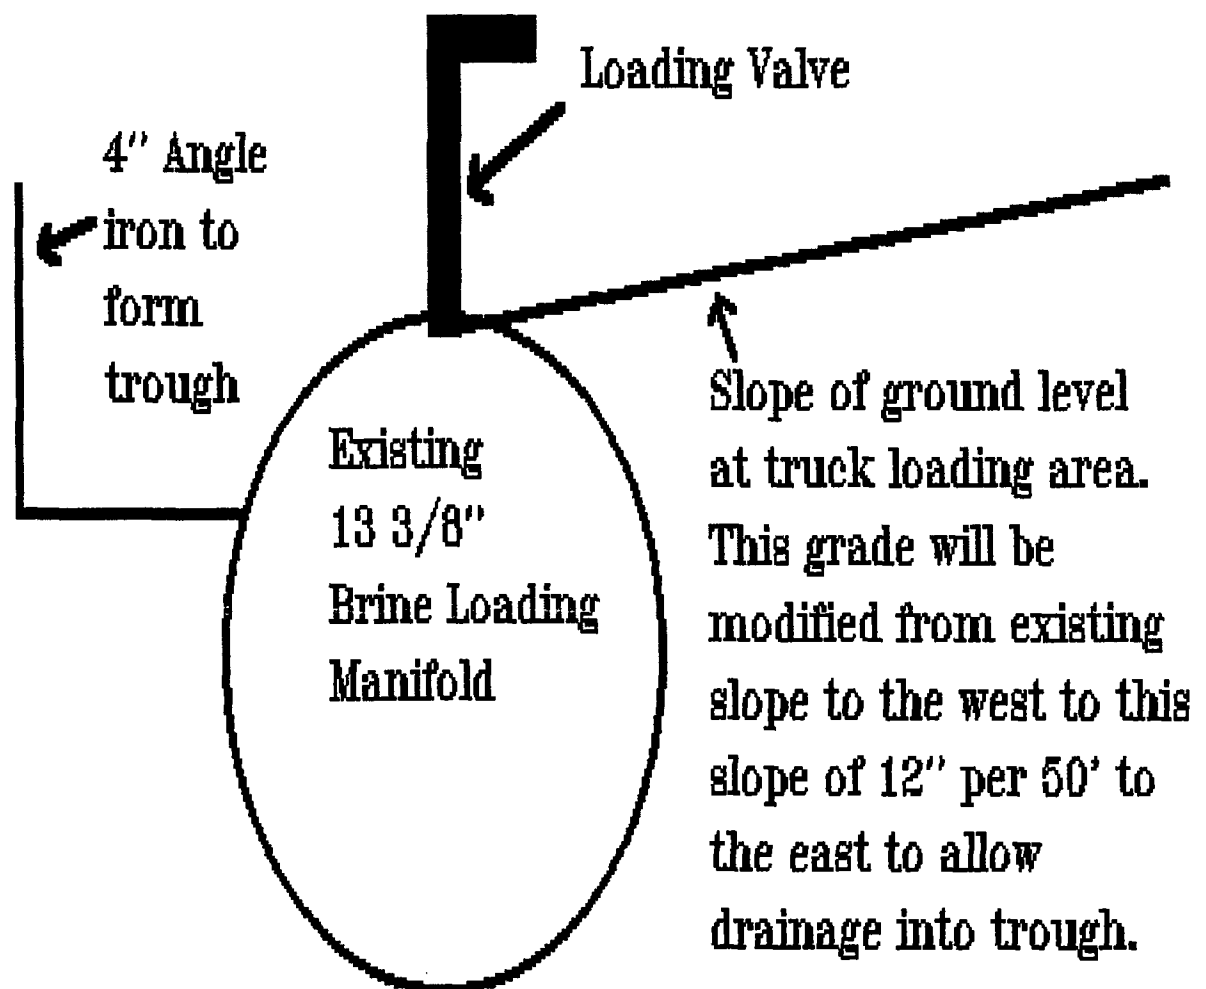 Loading Valve
4" Angle
iron to
form
trough
Existing
13 3/8"
Brine Loading
Manifold
Slope of ground level
at truck loading area.
This grade will be
modified from existing
slope to the west to this
slope of 12" per 50' to
the east to allow
drainage into trough.